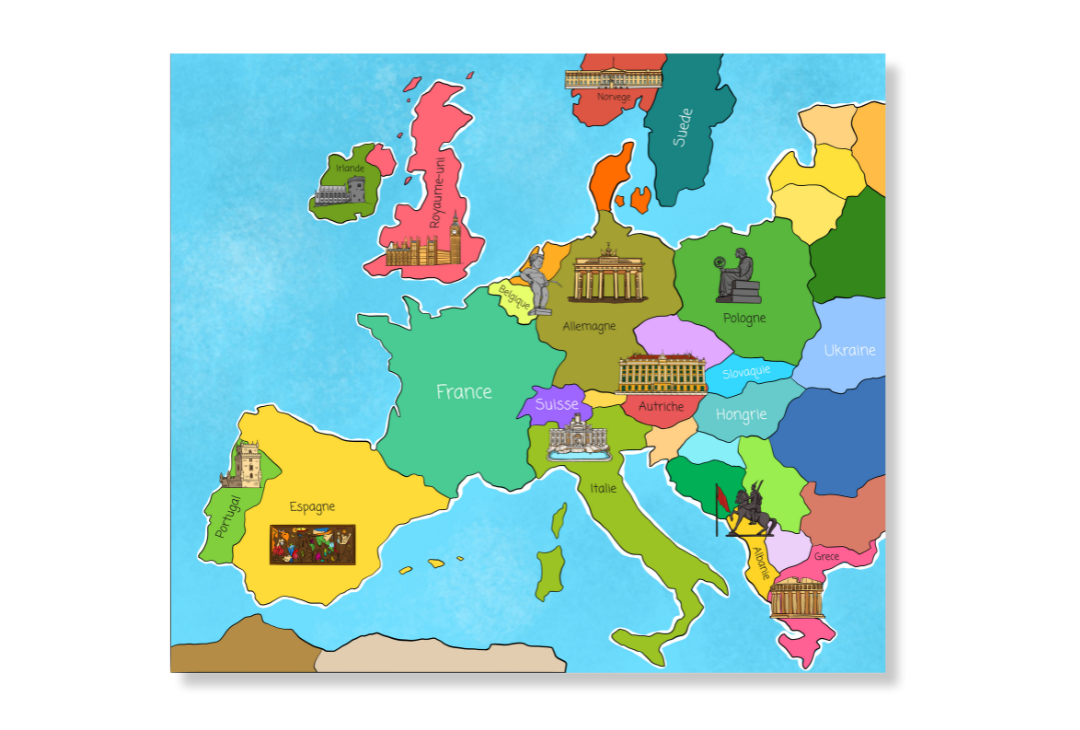 Norvege
Suede
Irlande
Royaume-uni
Belgique
Allemagne
Pologne
Ukraine
Slovaquie
France
Suisse
Autriche
Hongrie
Italie
Espagne
Portugal
Albanie
Grece